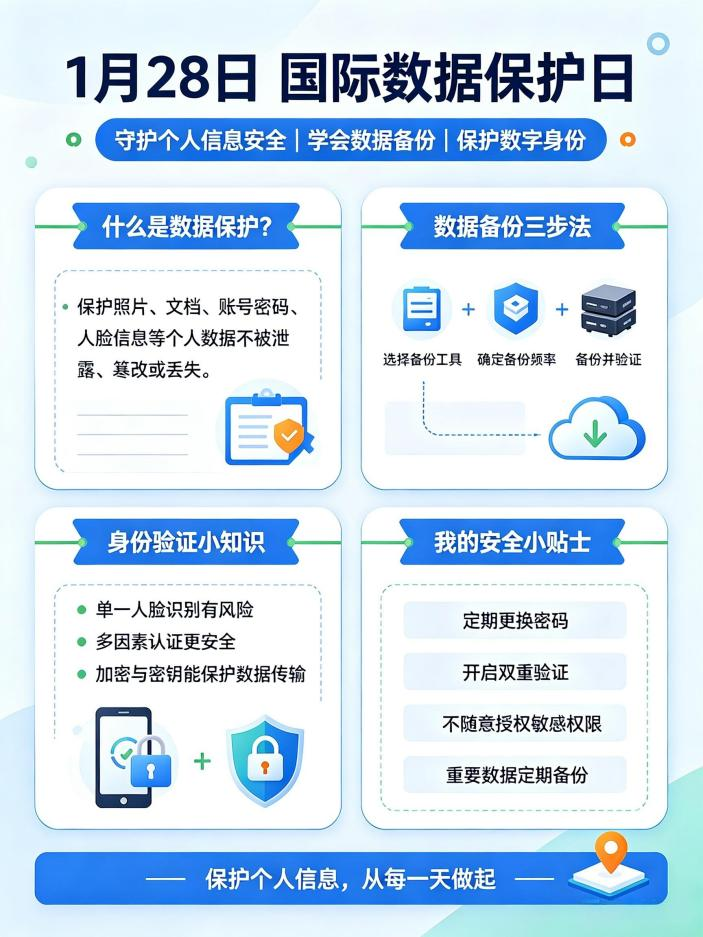 1月28日 国际数据保护日
守护个人信息安全｜学会数据备份｜保护数字身份
什么是数据保护？
保护照片、文档、账号密码、
人脸信息等个人数据不被泄
露、篡改或丢失。
数据备份三步法
选择备份工具 + 确定备份频率 + 备份并验证
身份验证小知识
单一人脸识别有风险
多因素认证更安全
加密与密钥能保护数据传输
+
我的安全小贴士
定期更换密码
开启双重验证
不随意授权敏感权限
重要数据定期备份
保护个人信息，从每一天做起